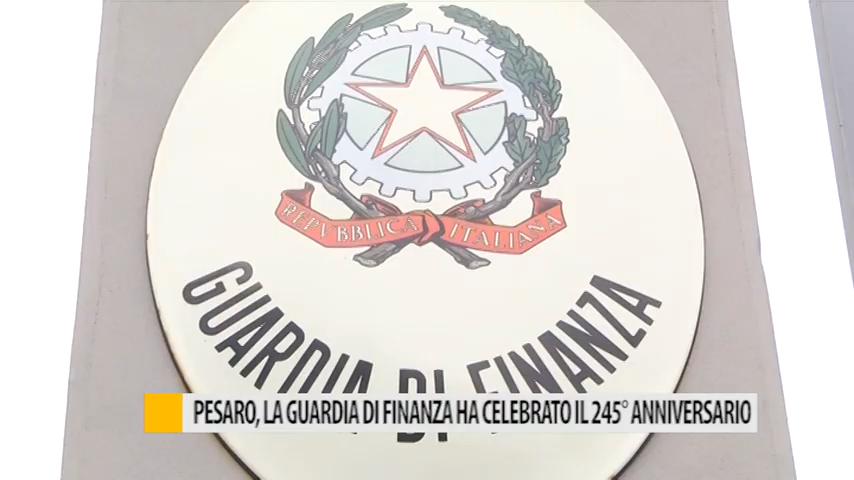 REPVBBLICA ITALIANA
GUARDIA DI FINANZA
PESARO, LA GUARDIA DI FINANZA HA CELEBRATO IL 245° ANNIVERSARIO